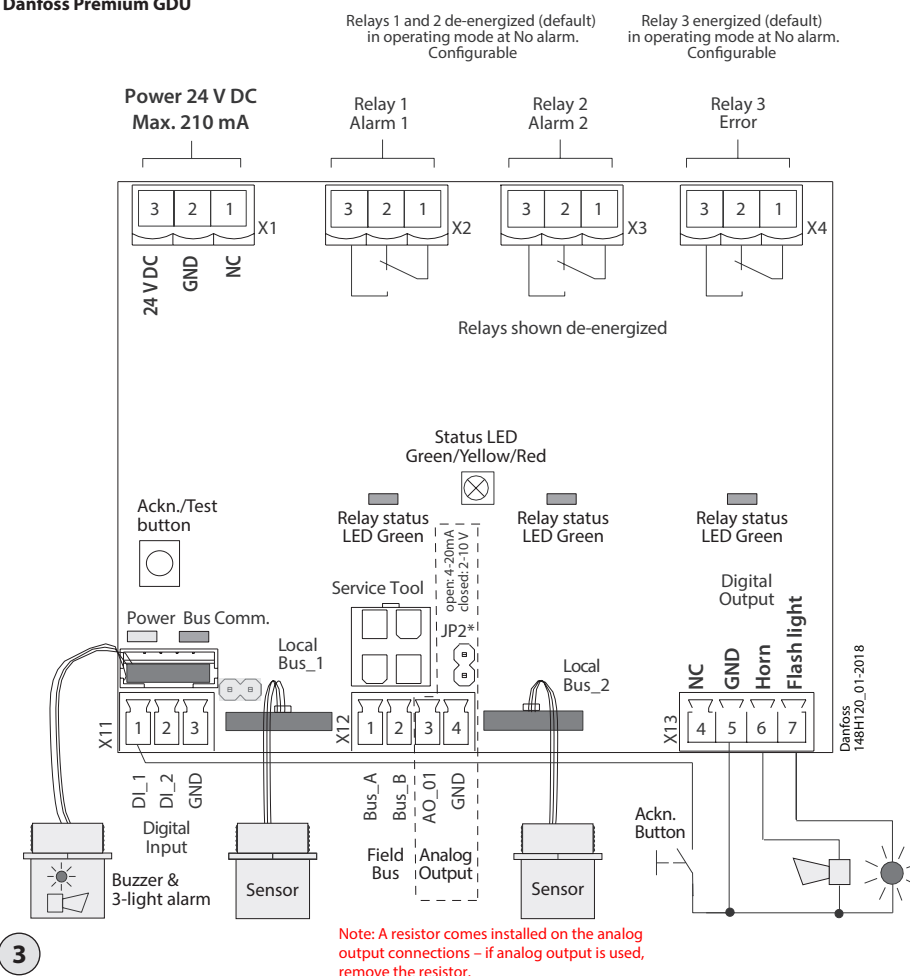 Danfoss Premium GDU
Relays 1 and 2 de-energized (default)
in operating mode at No alarm.
Configurable
Relay 3 energized (default)
in operating mode at No alarm.
Configurable
Power 24 V DC
Max. 210 mA
Relay 1
Alarm 1
Relay 2
Alarm 2
Relay 3
Error
3 2 1 X1
3 2 1 X2
3 2 1 X3
3 2 1 X4
24 V DC
GND
NC
Relays shown de-energized
Status LED
Green/Yellow/Red
Ackn./Test
button
Relay status
LED Green
Relay status
LED Green
Relay status
LED Green
open: 4-20mA
closed: 2-10 V
Service Tool
JP2*
Digital
Output
Power Bus Comm.
Local
Bus_1
Local
Bus_2
NC
GND
Horn
Flash light
X11 1 2 3
X12 1 2 3 4
X13 4 5 6 7
Danfoss
148H120_01-2018
DI_1
DI_2
GND
Bus_A
Bus_B
AO_01
GND
Digital
Input
Field
Bus
Analog
Output
Ackn.
Button
Buzzer &
3-light alarm
Sensor
Sensor
3
Note: A resistor comes installed on the analog
output connections – if analog output is used,
remove the resistor.